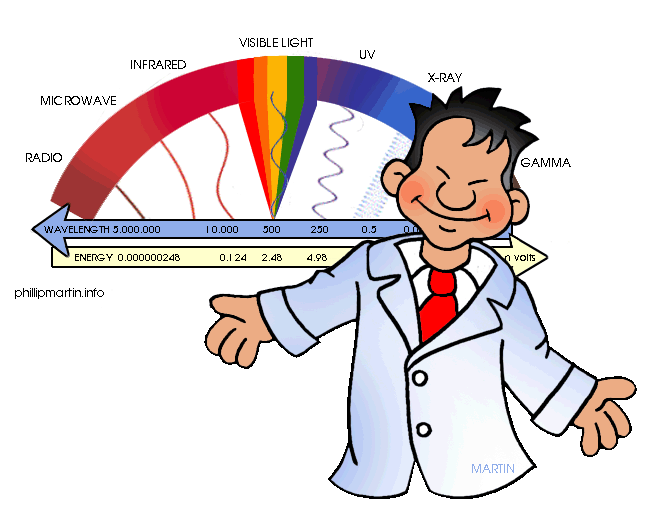 VISIBLE LIGHT
UV
INFRARED
X-RAY
MICROWAVE
RADIO
GAMMA
WAVELENGTH 5.000.000 10.000 500 250 0.5
ENERGY 0.000000248 0.124 2.48 4.98 volts
phillipmartin.info
MARTIN